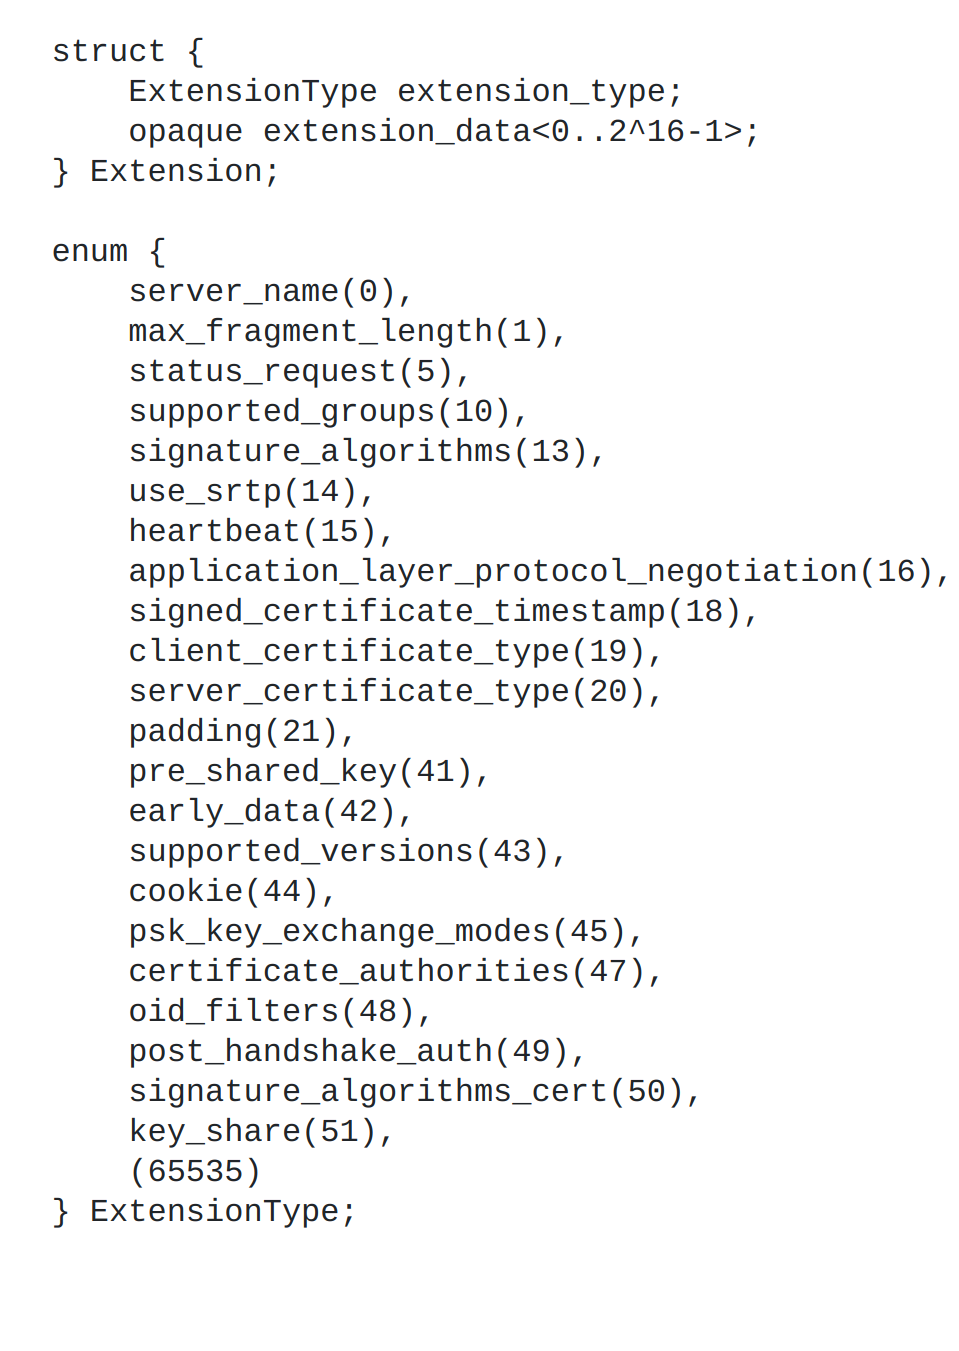 struct {
    ExtensionType extension_type;
    opaque extension_data<0..2^16-1>;
} Extension;

enum {
    server_name(0),
    max_fragment_length(1),
    status_request(5),
    supported_groups(10),
    signature_algorithms(13),
    use_srtp(14),
    heartbeat(15),
    application_layer_protocol_negotiation(16),
    signed_certificate_timestamp(18),
    client_certificate_type(19),
    server_certificate_type(20),
    padding(21),
    pre_shared_key(41),
    early_data(42),
    supported_versions(43),
    cookie(44),
    psk_key_exchange_modes(45),
    certificate_authorities(47),
    oid_filters(48),
    post_handshake_auth(49),
    signature_algorithms_cert(50),
    key_share(51),
    (65535)
} ExtensionType;